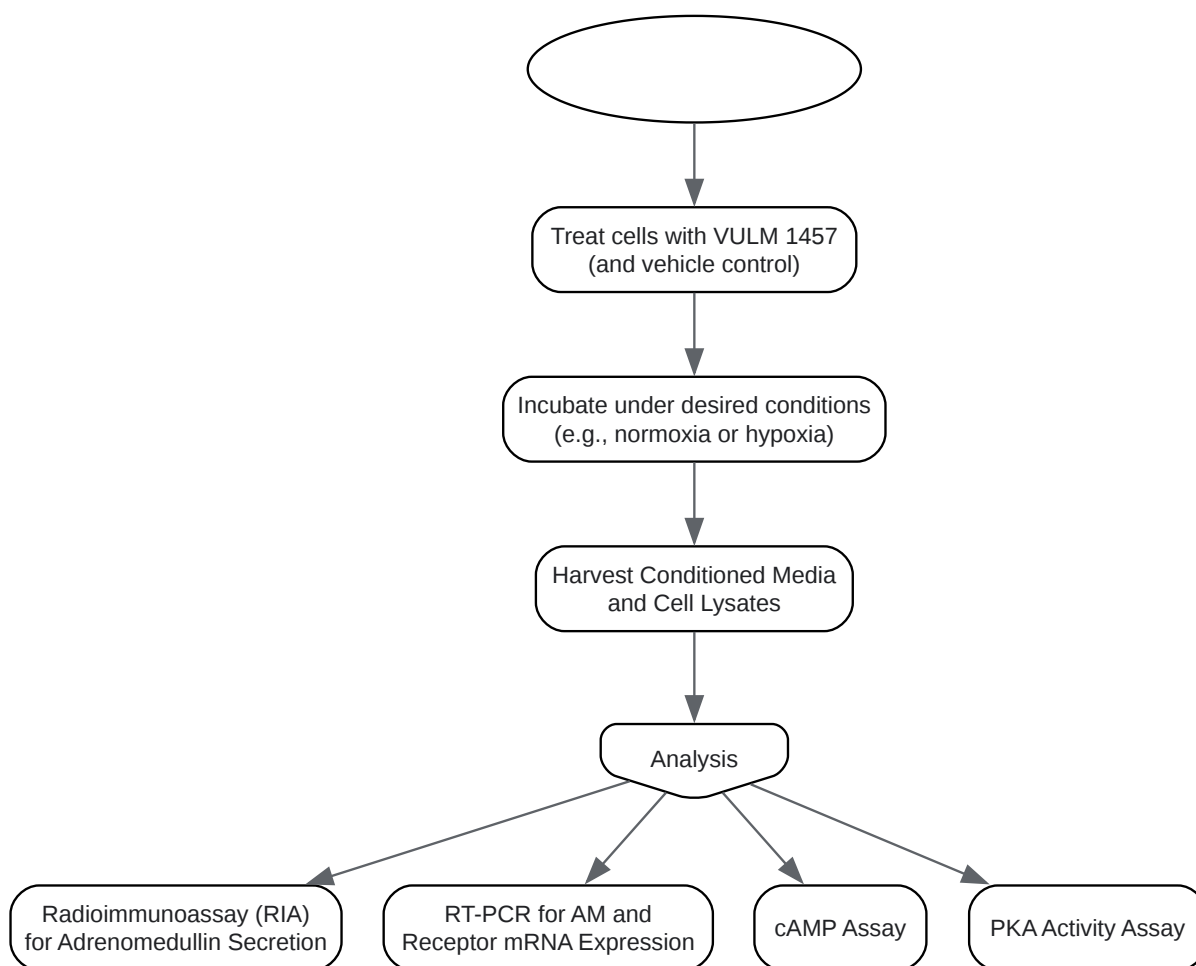 Treat cells with VULM 1457
(and vehicle control)
Incubate under desired conditions
(e.g., normoxia or hypoxia)
Harvest Conditioned Media
and Cell Lysates
Analysis
Radioimmunoassay (RIA)
for Adrenomedullin Secretion
RT-PCR for AM and
Receptor mRNA Expression
cAMP Assay
PKA Activity Assay